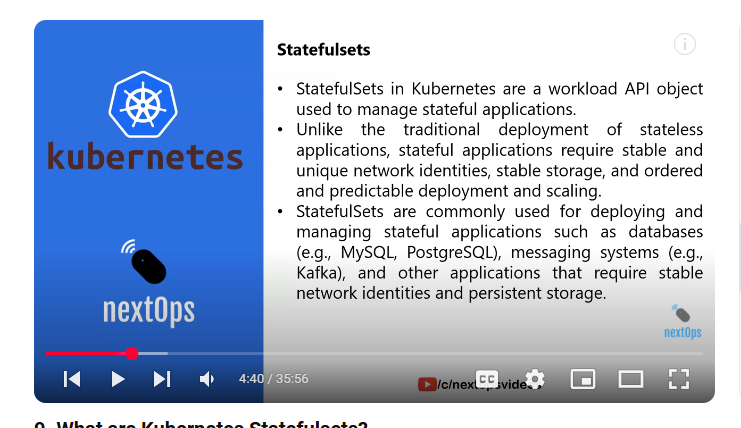 Statefulsets
• StatefulSets in Kubernetes are a workload API object
used to manage stateful applications.
• Unlike the traditional deployment of stateless
applications, stateful applications require stable and
unique network identities, stable storage, and ordered
and predictable deployment and scaling.
• StatefulSets are commonly used for deploying and
managing stateful applications such as databases
(e.g., MySQL, PostgreSQL), messaging systems (e.g.,
Kafka), and other applications that require stable
network identities and persistent storage.
kubernetes
nextOps
nextOps
4:40 / 35:56
CC
9. What are Kubernetes Statefulsets?